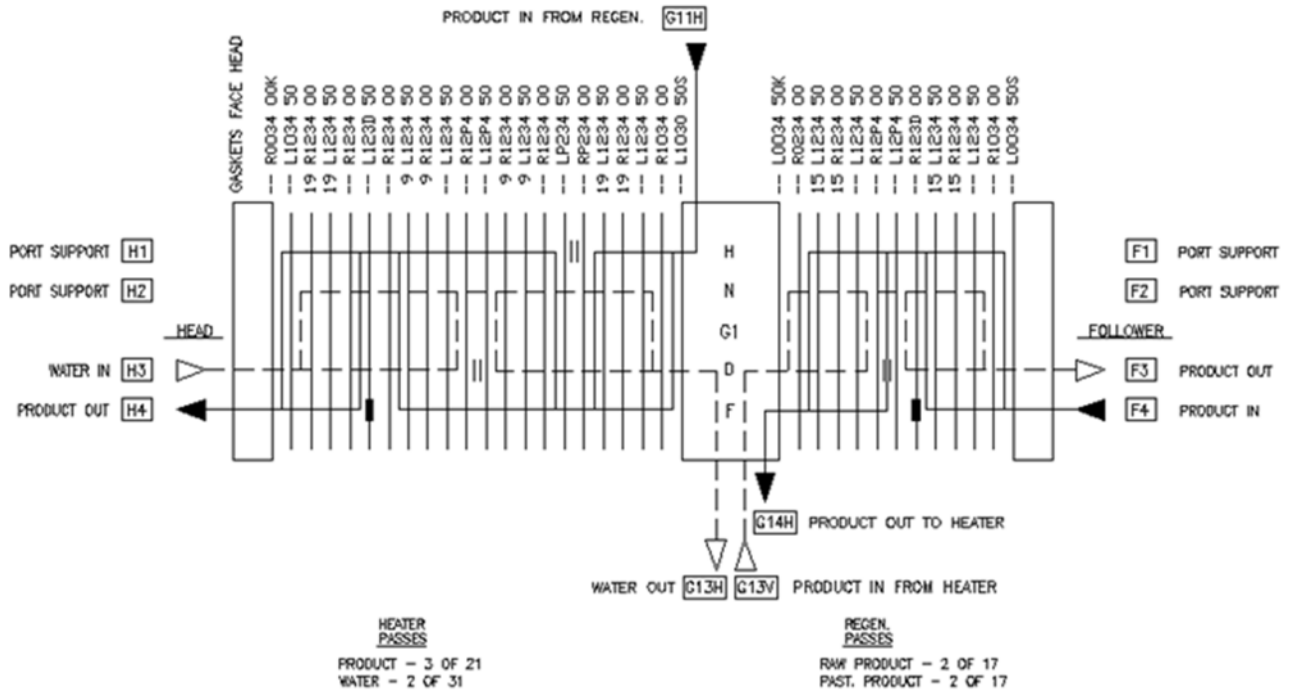 PRODUCT IN FROM REGEN. G11H
GASKETS FACE HEAD
--- R0034 00K
--- L1034 50
19 R1234 00
19 L1234 50
--- R1234 00
--- L123D 50
9 L1234 50
9 R1234 00
--- L1234 50
--- R12P4 00
--- L12P4 50
9 R1234 00
9 L1234 50
--- R1234 00
--- LP234 50
--- RP234 00
19 L1234 50
19 R1234 00
--- L1234 50
--- R1034 00
--- L1030 50S
--- L0034 50K
--- R0234 00
15 L1234 50
15 R1234 00
--- L1234 50
--- R12P4 00
--- L12P4 50
--- R123D 00
15 L1234 50
15 R1234 00
--- L1234 50
--- R1034 00
--- L0034 50S
PORT SUPPORT H1
PORT SUPPORT H2
HEAD
WATER IN H3
PRODUCT OUT H4
H
N
G1
D
F
F1 PORT SUPPORT
F2 PORT SUPPORT
FOLLOWER
F3 PRODUCT OUT
F4 PRODUCT IN
G14H PRODUCT OUT TO HEATER
WATER OUT G13H G13V PRODUCT IN FROM HEATER
HEATER
PASSES
PRODUCT - 3 OF 21
WATER - 2 OF 31
REGEN.
PASSES
RAW PRODUCT - 2 OF 17
PAST. PRODUCT - 2 OF 17